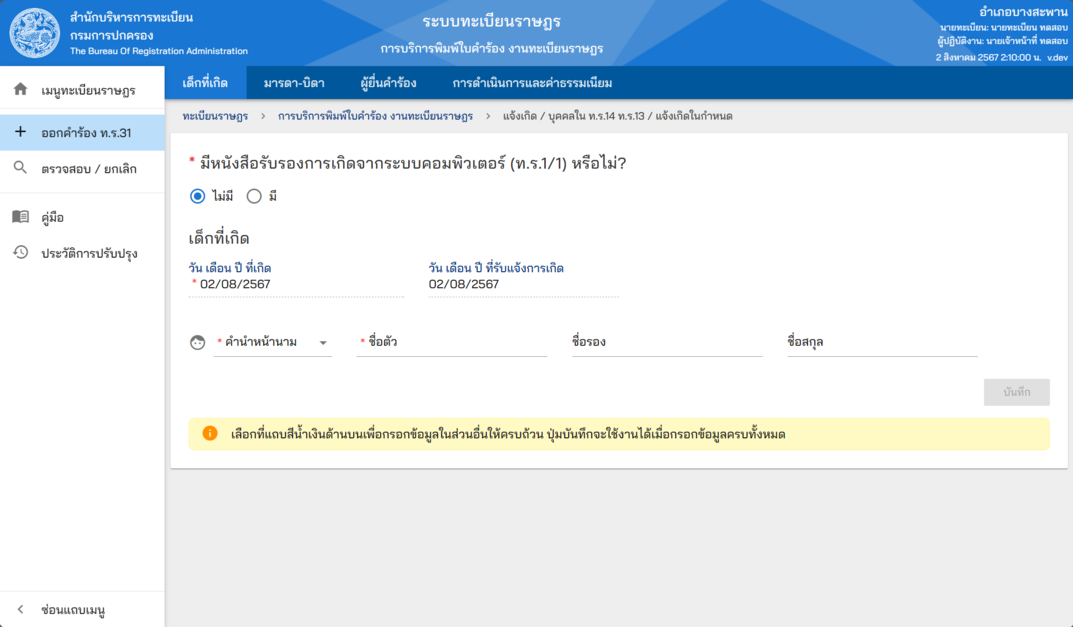 สำนักบริหารการทะเบียน
กรมการปกครอง
The Bureau Of Registration Administration
ระบบทะเบียนราษฎร
การบริการพิมพ์ใบคำร้อง งานทะเบียนราษฎร
อำเภอบางสะพาน
นายทะเบียน: นายทะเบียน ทดสอบ
ผู้ปฏิบัติงาน: นายเจ้าหน้าที่ ทดสอบ
2 สิงหาคม 2567 2:10:00 น. v.dev
เมนูทะเบียนราษฎร
ออกคำร้อง ท.ร.31
ตรวจสอบ / ยกเลิก
คู่มือ
ประวัติการปรับปรุง
ซ่อนแถบเมนู
เด็กที่เกิด มารดา-บิดา ผู้ยื่นคำร้อง การดำเนินการและค่าธรรมเนียม
ทะเบียนราษฎร > การบริการพิมพ์ใบคำร้อง งานทะเบียนราษฎร > แจ้งเกิด / บุคคลใน ท.ร.14 ท.ร.13 / แจ้งเกิดในกำหนด
* มีหนังสือรับรองการเกิดจากระบบคอมพิวเตอร์ (ท.ร.1/1) หรือไม่?
ไม่มี มี
เด็กที่เกิด
วัน เดือน ปี ที่เกิด วัน เดือน ปี ที่รับแจ้งการเกิด
* 02/08/2567 02/08/2567
* คำนำหน้านาม * ชื่อตัว ชื่อรอง ชื่อสกุล
บันทึก
เลือกที่แถบสีน้ำเงินด้านบนเพื่อกรอกข้อมูลในส่วนอื่นให้ครบถ้วน ปุ่มบันทึกจะใช้งานได้เมื่อกรอกข้อมูลครบทั้งหมด